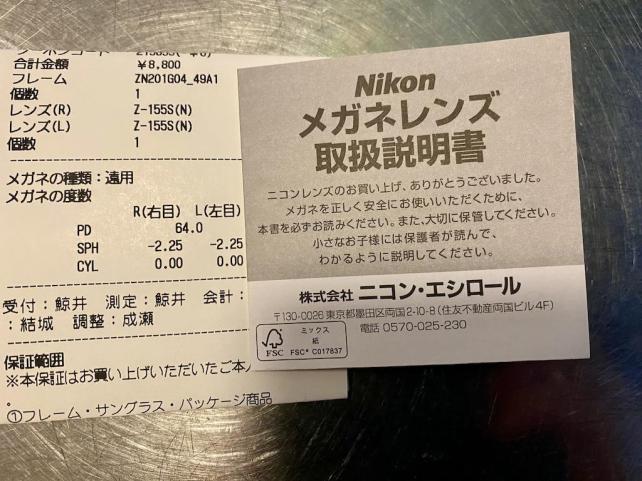 クーポンコード
合計金額 ¥8,800
フレーム ZN201G04_49A1
個数 1
レンズ(R) Z-155S(N)
レンズ(L) Z-155S(N)
個数 1
メガネの種類：遠用
メガネの度数
R(右目) L(左目)
PD 64.0
SPH -2.25 -2.25
CYL 0.00 0.00
受付：鯨井 測定：鯨井 会計：
：結城 調整：成瀬
保証範囲
※本保証はお買い上げいただいたご本
①フレーム・サングラス・パッケージ商品
Nikon
メガネレンズ
取扱説明書
ニコンレンズのお買い上げ、ありがとうございました。
メガネを正しく安全にお使いいただくために、
本書を必ずお読みください。また、大切に保管してください。
小さなお子様には保護者が読んで、
わかるように説明してください。
株式会社 ニコン・エシロール
〒130-0026 東京都墨田区両国2-10-8(住友不動産両国ビル4F)
電話 0570-025-230
FSC
ミックス
紙
FSC® C017837